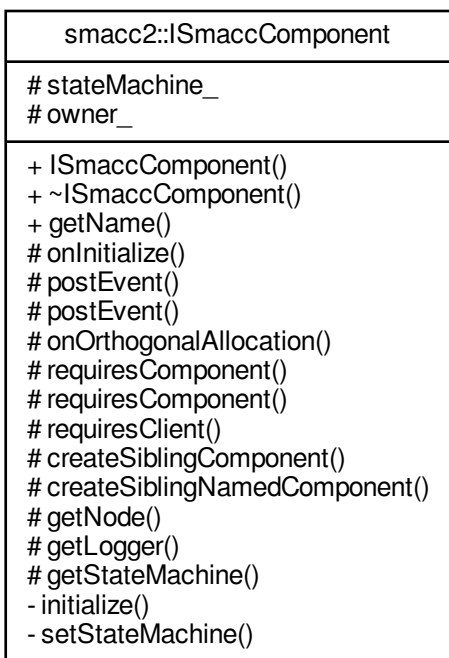 smacc2::ISmaccComponent
# stateMachine_
# owner_
+ ISmaccComponent()
+ ~ISmaccComponent()
+ getName()
# onInitialize()
# postEvent()
# postEvent()
# onOrthogonalAllocation()
# requiresComponent()
# requiresComponent()
# requiresClient()
# createSiblingComponent()
# createSiblingNamedComponent()
# getNode()
# getLogger()
# getStateMachine()
- initialize()
- setStateMachine()